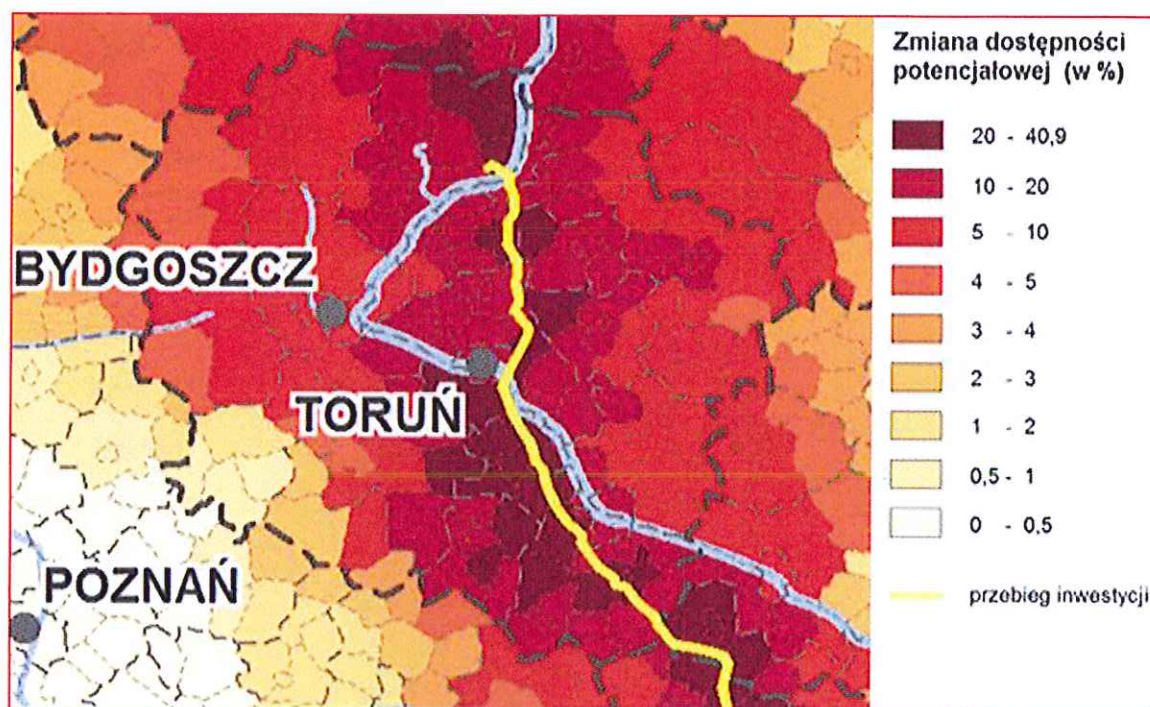 Zmiana dostępności
potencjałowej (w %)
20 - 40,9
10 - 20
5 - 10
4 - 5
3 - 4
2 - 3
1 - 2
0,5 - 1
0 - 0,5
przebieg inwestycji
BYDGOSZCZ
TORUŃ
POZNAŃ